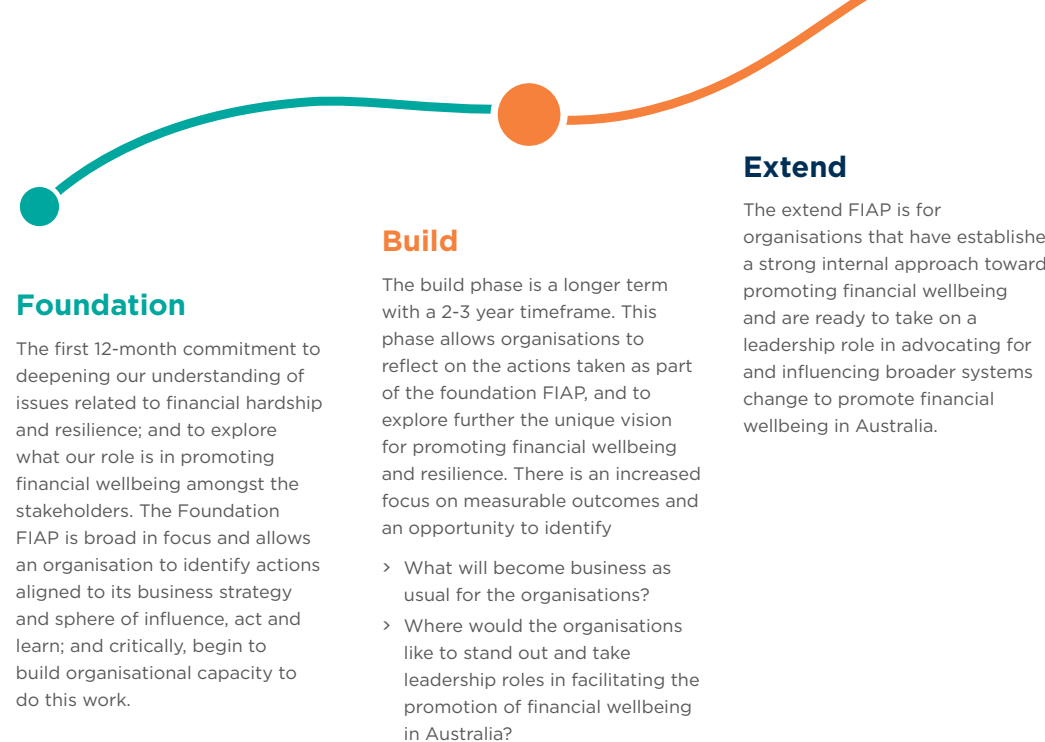 Foundation
The first 12-month commitment to
deepening our understanding of
issues related to financial hardship
and resilience; and to explore
what our role is in promoting
financial wellbeing amongst the
stakeholders. The Foundation
FIAP is broad in focus and allows
an organisation to identify actions
aligned to its business strategy
and sphere of influence, act and
learn; and critically, begin to
build organisational capacity to
do this work.
Build
The build phase is a longer term
with a 2-3 year timeframe. This
phase allows organisations to
reflect on the actions taken as part
of the foundation FIAP, and to
explore further the unique vision
for promoting financial wellbeing
and resilience. There is an increased
focus on measurable outcomes and
an opportunity to identify
> What will become business as
usual for the organisations?
> Where would the organisations
like to stand out and take
leadership roles in facilitating the
promotion of financial wellbeing
in Australia?
Extend
The extend FIAP is for
organisations that have establishe
a strong internal approach toward
promoting financial wellbeing
and are ready to take on a
leadership role in advocating for
and influencing broader systems
change to promote financial
wellbeing in Australia.